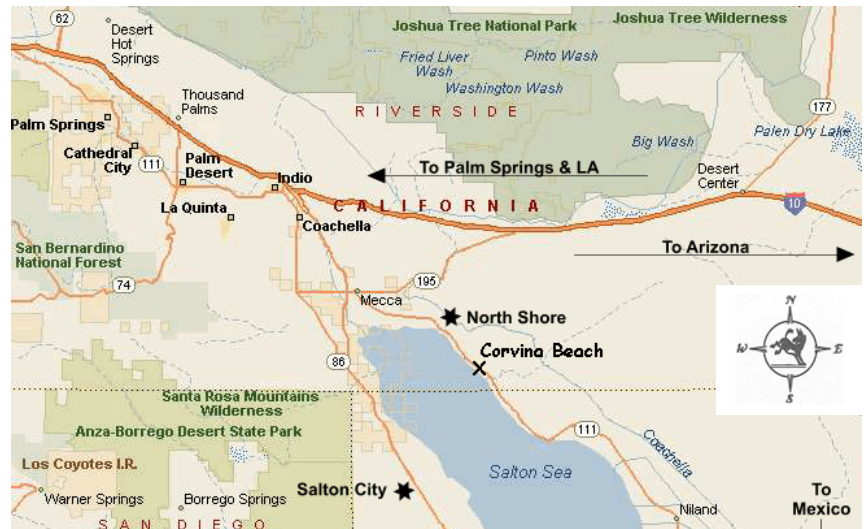 Joshua Tree National Park
Joshua Tree Wilderness
62
Desert
Hot
Springs
Fried Liver
Wash
Pinto Wash
Washington Wash
Thousand
Palms
177
RIVERSIDE
Palm Springs
Big Wash
Palen Dry Lake
Cathedral
City
111
Palm
Desert
Indio
To Palm Springs & LA
Desert
Center
La Quinta
CALIFORNIA
10
Coachella
San Bernardino
National Forest
To Arizona
74
195
Mecca
North Shore
N
W
E
S
Corvina Beach
86
Santa Rosa Mountains
Wilderness
Anza-Borrego Desert State Park
111
Coachella
Los Coyotes I.R.
Salton Sea
Warner Springs
Borrego Springs
Salton City
To
Mexico
Niland
SAN DIEGO